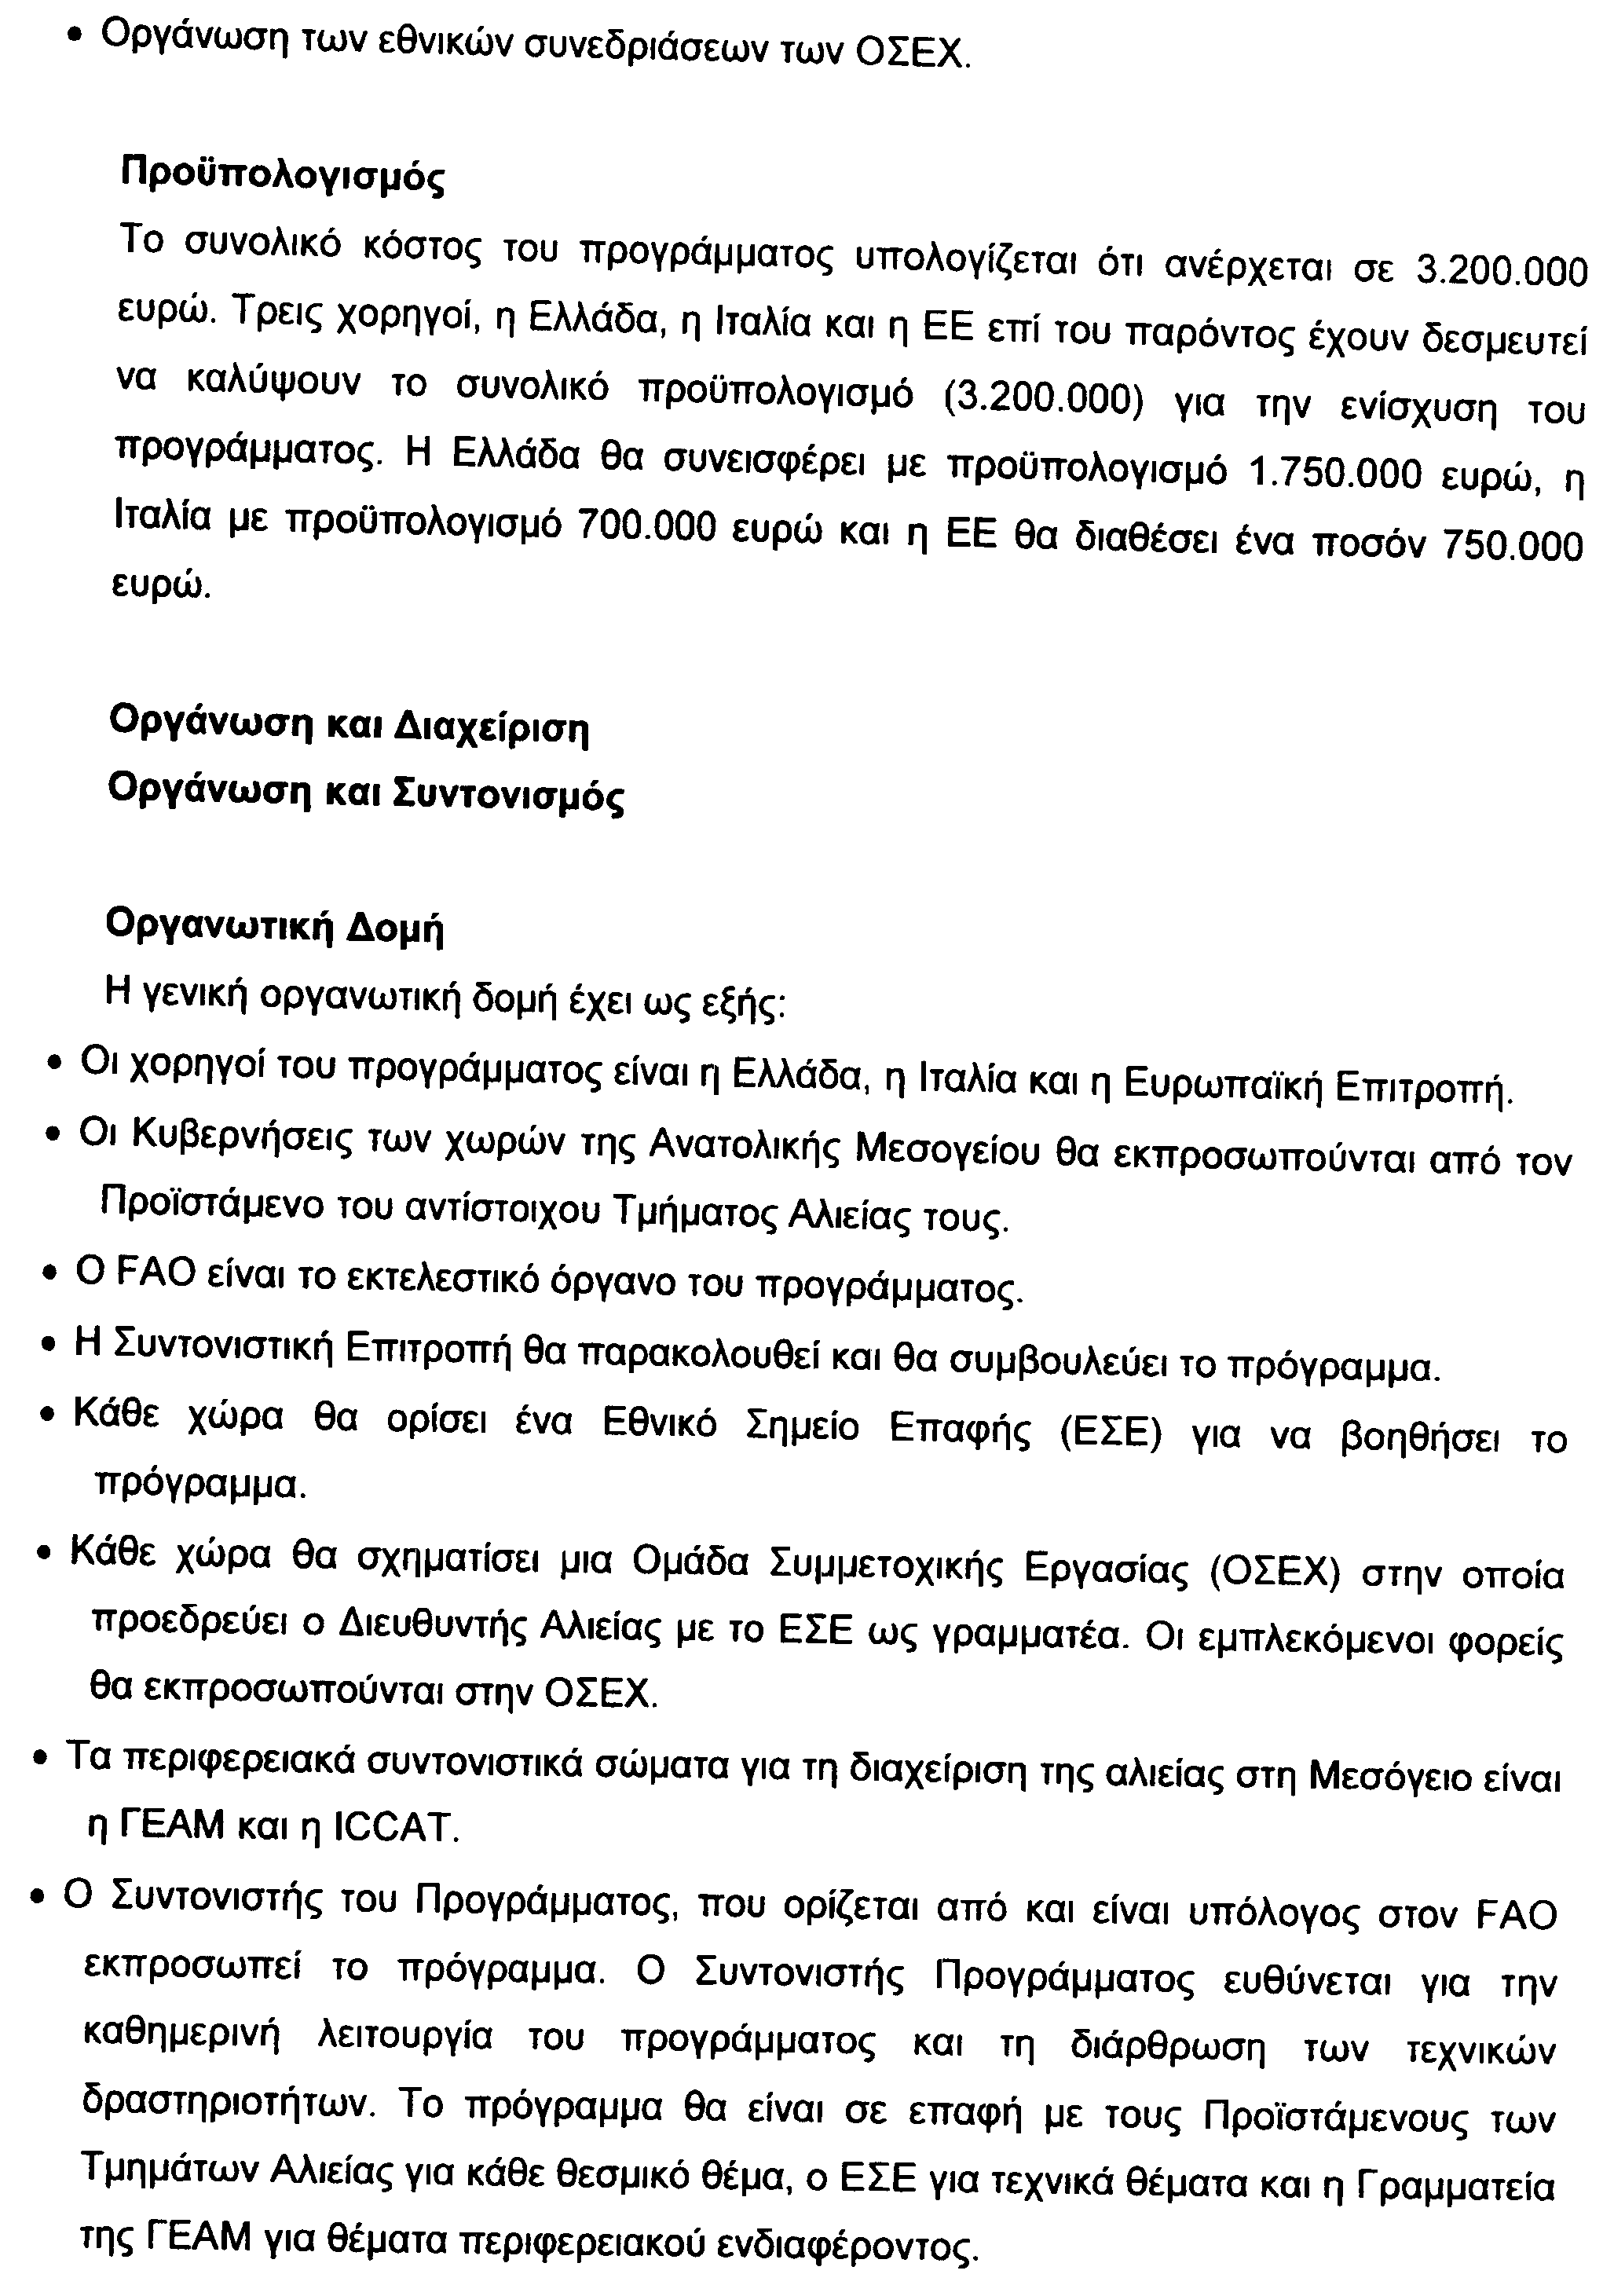 • Οργάνωση των εθνικών συνεδριάσεων των ΟΣΕΧ.
Προϋπολογισμός
Το συνολικό κόστος του προγράμματος υπολογίζεται ότι ανέρχεται σε 3.200.000
ευρώ. Τρεις χορηγοί, η Ελλάδα, η Ιταλία και η ΕΕ επί του παρόντος έχουν δεσμευτεί
να καλύψουν το συνολικό προϋπολογισμό (3.200.000) για την ενίσχυση του
προγράμματος. Η Ελλάδα θα συνεισφέρει με προϋπολογισμό 1.750.000 ευρώ, η
Ιταλία με προϋπολογισμό 700.000 ευρώ και η ΕΕ θα διαθέσει ένα ποσόν 750.000
ευρώ.
Οργάνωση και Διαχείριση
Οργάνωση και Συντονισμός
Οργανωτική Δομή
Η γενική οργανωτική δομή έχει ως εξής:
• Οι χορηγοί του προγράμματος είναι η Ελλάδα, η Ιταλία και η Ευρωπαϊκή Επιτροπή.
• Οι Κυβερνήσεις των χωρών της Ανατολικής Μεσογείου θα εκπροσωπούνται από τον
Προϊστάμενο του αντίστοιχου Τμήματος Αλιείας τους.
• Ο FAO είναι το εκτελεστικό όργανο του προγράμματος.
• Η Συντονιστική Επιτροπή θα παρακολουθεί και θα συμβουλεύει το πρόγραμμα.
• Κάθε χώρα θα ορίσει ένα Εθνικό Σημείο Επαφής (ΕΣΕ) για να βοηθήσει το
πρόγραμμα.
• Κάθε χώρα θα σχηματίσει μια Ομάδα Συμμετοχικής Εργασίας (ΟΣΕΧ) στην οποία
προεδρεύει ο Διευθυντής Αλιείας με το ΕΣΕ ως γραμματέα. Οι εμπλεκόμενοι φορείς
θα εκπροσωπούνται στην ΟΣΕΧ.
• Τα περιφερειακά συντονιστικά σώματα για τη διαχείριση της αλιείας στη Μεσόγειο είναι
η ΓΕΑΜ και η ICCAT.
• Ο Συντονιστής του Προγράμματος, που ορίζεται από και είναι υπόλογος στον FAO
εκπροσωπεί το πρόγραμμα. Ο Συντονιστής Προγράμματος ευθύνεται για την
καθημερινή λειτουργία του προγράμματος και τη διάρθρωση των τεχνικών
δραστηριοτήτων. Το πρόγραμμα θα είναι σε επαφή με τους Προϊστάμενους των
Τμημάτων Αλιείας για κάθε θεσμικό θέμα, ο ΕΣΕ για τεχνικά θέματα και η Γραμματεία
της ΓΕΑΜ για θέματα περιφερειακού ενδιαφέροντος.